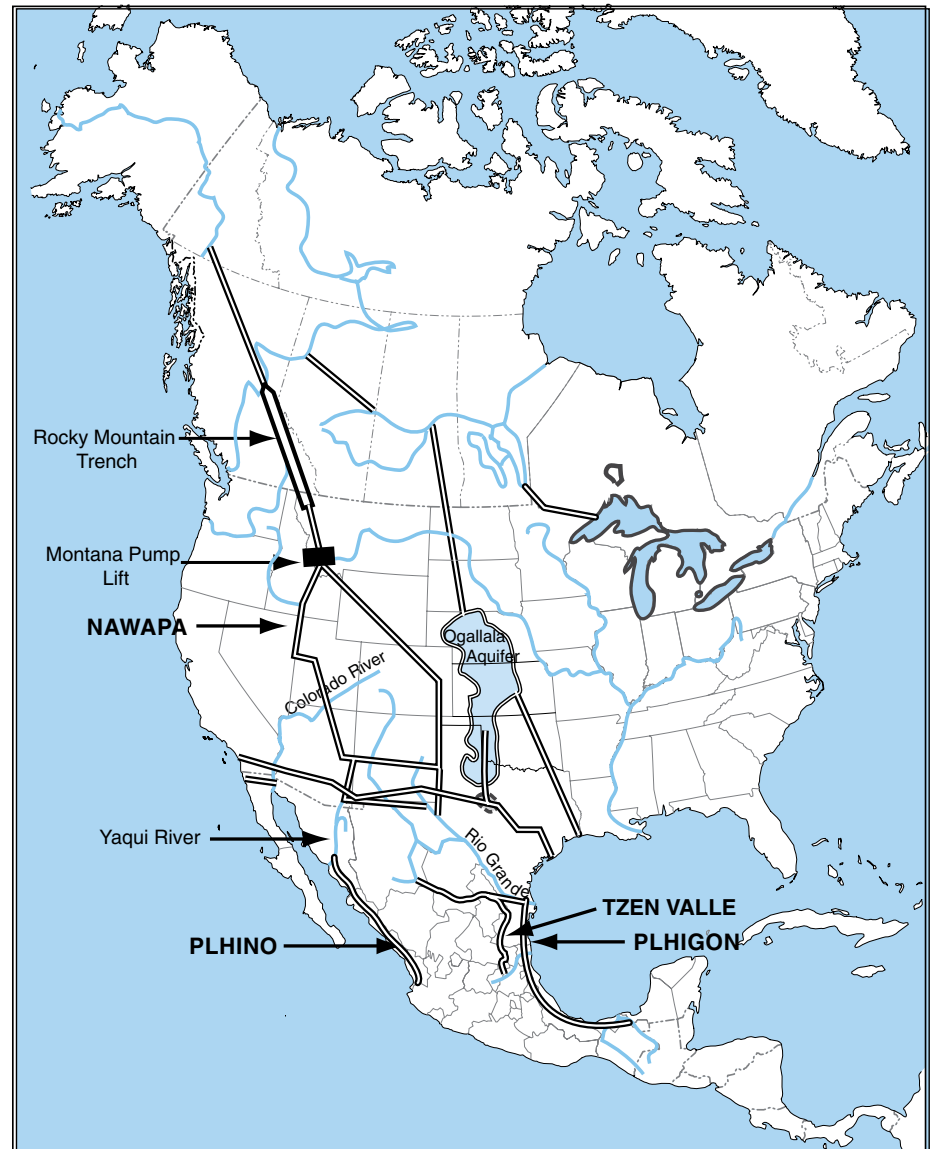 Rocky Mountain
Trench
Montana Pump
Lift
NAWAPA
Ogallala
Aquifer
Colorado River
Yaqui River
Rio Grande
TZEN VALLE
PLHINO
PLHIGON